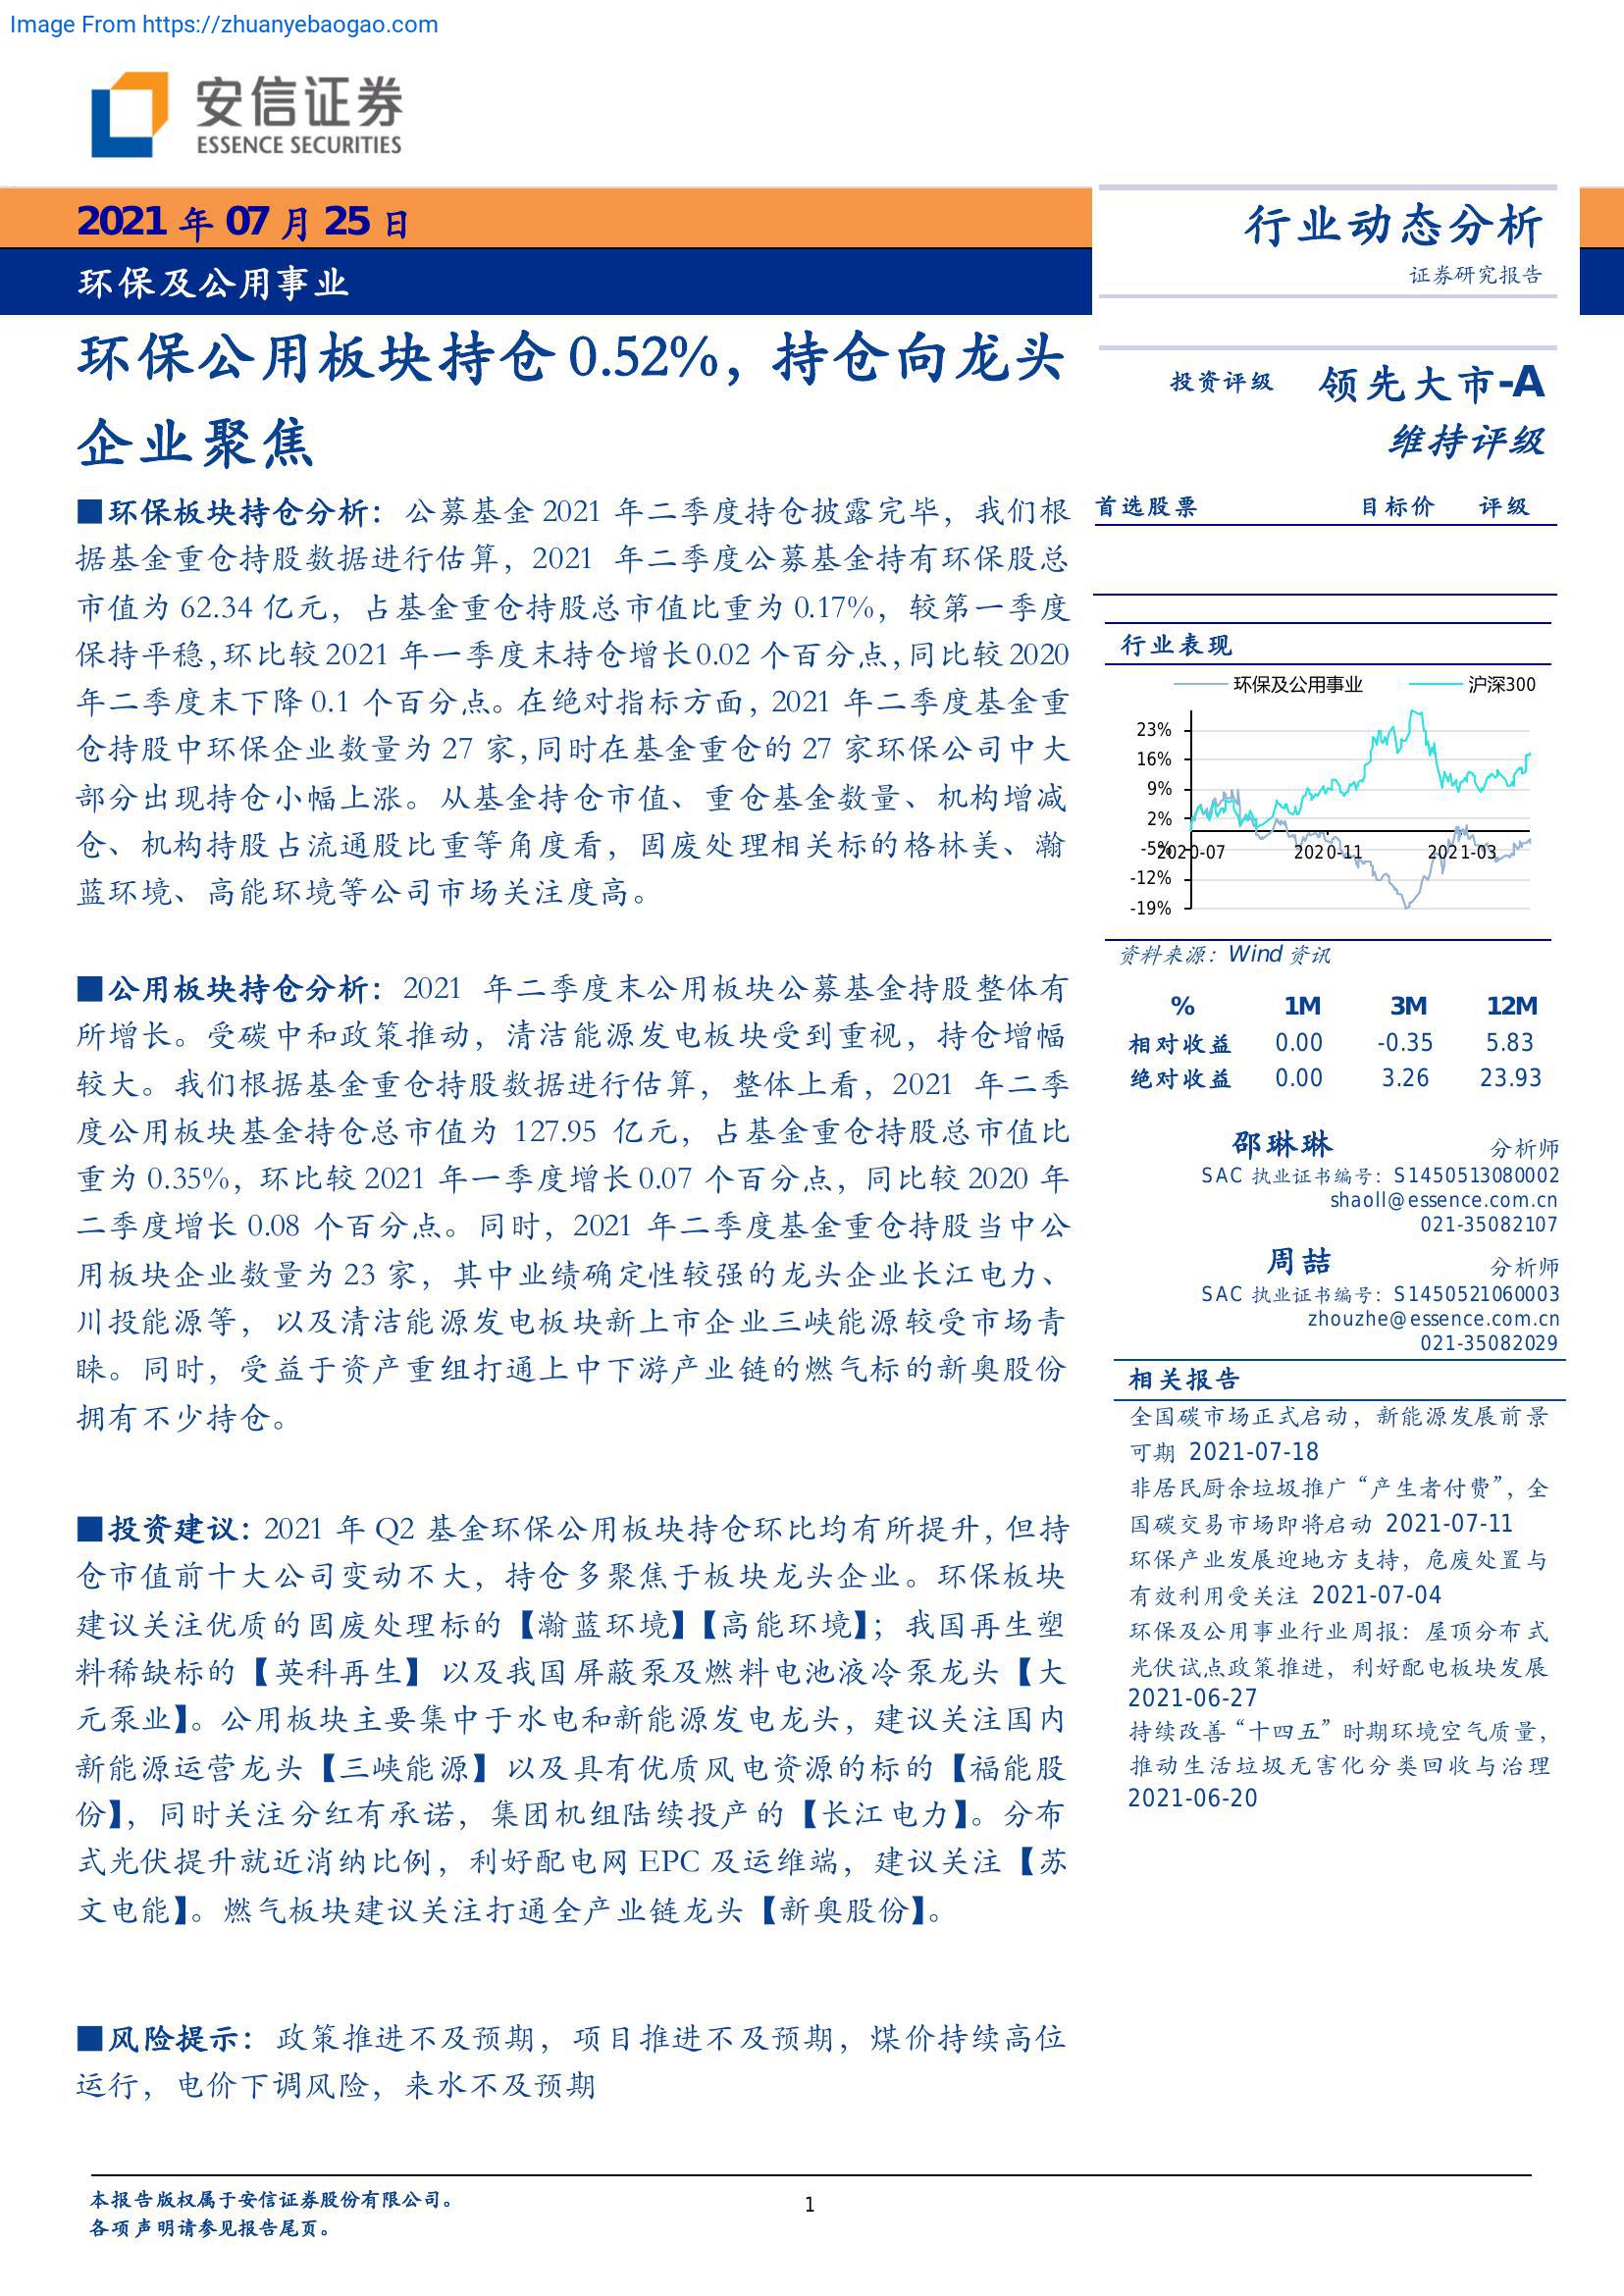 Image From https://zhuanyebaogao.com
安信证券
ESSENCE SECURITIES
2021 年 07 月 25 日
环保及公用事业
行业动态分析
证券研究报告
环保公用板块持仓 0.52%，持仓向龙头
企业聚焦
■环保板块持仓分析：公募基金 2021 年二季度持仓披露完毕，我们根
据基金重仓持股数据进行估算，2021 年二季度公募基金持有环保股总
市值为 62.34 亿元，占基金重仓持股总市值比重为 0.17%，较第一季度
保持平稳，环比较 2021 年一季度末持仓增长 0.02 个百分点，同比较 2020
年二季度末下降 0.1 个百分点。在绝对指标方面，2021 年二季度基金重
仓持股中环保企业数量为 27 家，同时在基金重仓的 27 家环保公司中大
部分出现持仓小幅上涨。从基金持仓市值、重仓基金数量、机构增减
仓、机构持股占流通股比重等角度看，固废处理相关标的格林美、瀚
蓝环境、高能环境等公司市场关注度高。
■公用板块持仓分析：2021 年二季度末公用板块公募基金持股整体有
所增长。受碳中和政策推动，清洁能源发电板块受到重视，持仓增幅
较大。我们根据基金重仓持股数据进行估算，整体上看，2021 年二季
度公用板块基金持仓总市值为 127.95 亿元，占基金重仓持股总市值比
重为 0.35%，环比较 2021 年一季度增长 0.07 个百分点，同比较 2020 年
二季度增长 0.08 个百分点。同时，2021 年二季度基金重仓持股当中公
用板块企业数量为 23 家，其中业绩确定性较强的龙头企业长江电力、
川投能源等，以及清洁能源发电板块新上市企业三峡能源较受市场青
睐。同时，受益于资产重组打通上中下游产业链的燃气标的新奥股份
拥有不少持仓。
■投资建议：2021 年 Q2 基金环保公用板块持仓环比均有所提升，但持
仓市值前十大公司变动不大，持仓多聚焦于板块龙头企业。环保板块
建议关注优质的固废处理标的【瀚蓝环境】【高能环境】；我国再生塑
料稀缺标的【英科再生】以及我国屏蔽泵及燃料电池液冷泵龙头【大
元泵业】。公用板块主要集中于水电和新能源发电龙头，建议关注国内
新能源运营龙头【三峡能源】以及具有优质风电资源的标的【福能股
份】，同时关注分红有承诺，集团机组陆续投产的【长江电力】。分布
式光伏提升就近消纳比例，利好配电网 EPC 及运维端，建议关注【苏
文电能】。燃气板块建议关注打通全产业链龙头【新奥股份】。
■风险提示：政策推进不及预期，项目推进不及预期，煤价持续高位
运行，电价下调风险，来水不及预期
投资评级 领先大市-A
维持评级
首选股票 目标价 评级
行业表现
环保及公用事业 沪深300
23%
16%
9%
2%
-5%
-12%
-19%
2020-07 2020-11 2021-03
资料来源：Wind 资讯
% 1M 3M 12M
相对收益 0.00 -0.35 5.83
绝对收益 0.00 3.26 23.93
邵琳琳 分析师
SAC 执业证书编号：S1450513080002
shaoll@essence.com.cn
021-35082107
周喆 分析师
SAC 执业证书编号：S1450521060003
zhouzhe@essence.com.cn
021-35082029
相关报告
全国碳市场正式启动，新能源发展前景
可期 2021-07-18
非居民厨余垃圾推广“产生者付费”，全
国碳交易市场即将启动 2021-07-11
环保产业发展迎地方支持，危废处置与
有效利用受关注 2021-07-04
环保及公用事业行业周报：屋顶分布式
光伏试点政策推进，利好配电板块发展
2021-06-27
持续改善“十四五”时期环境空气质量，
推动生活垃圾无害化分类回收与治理
2021-06-20
本报告版权属于安信证券股份有限公司。
各项声明请参见报告尾页。
1